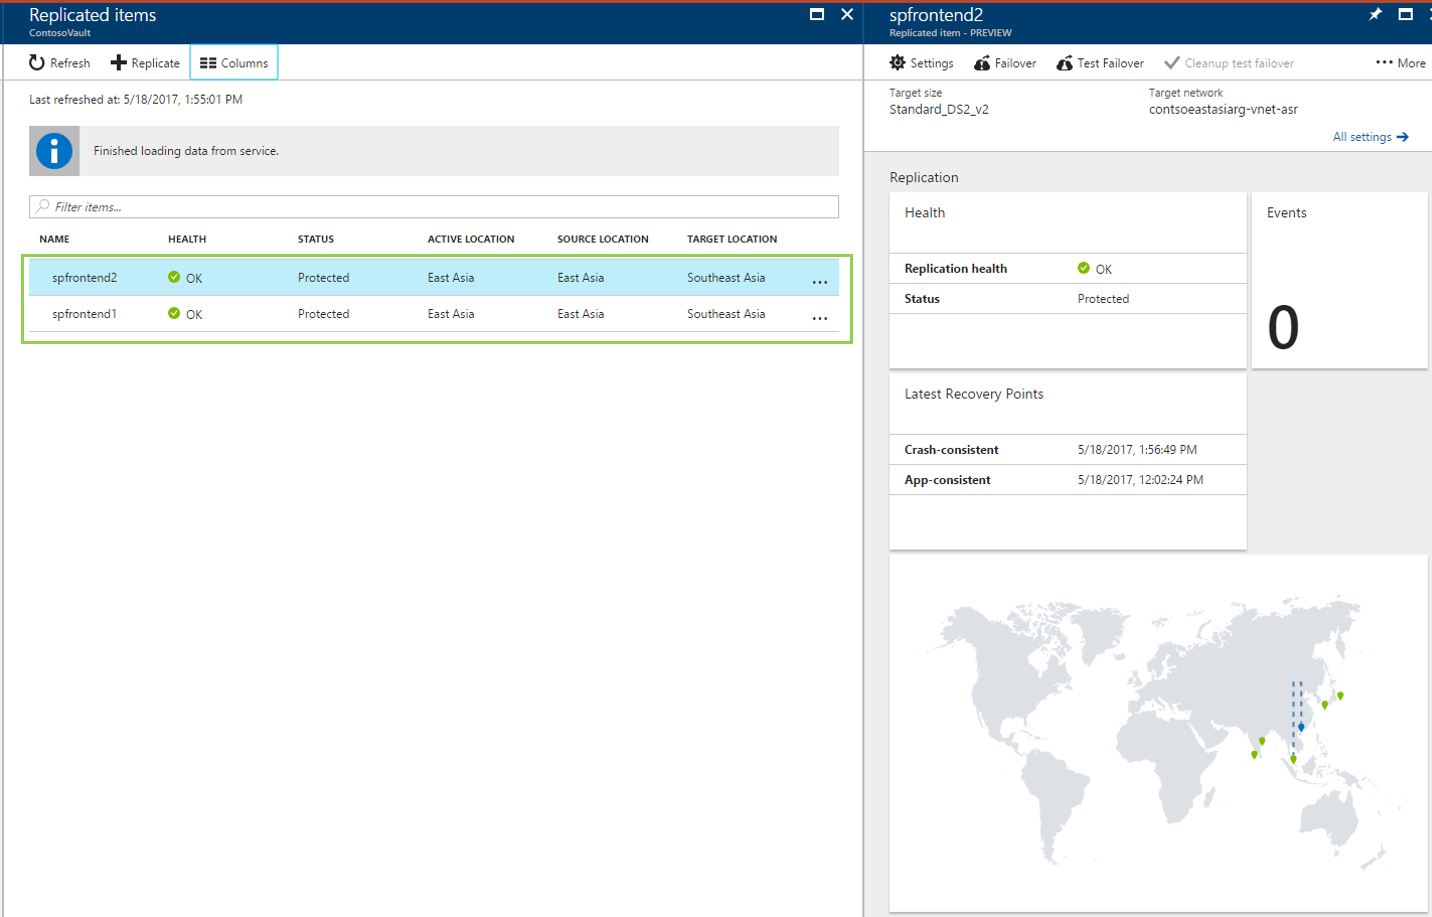 Replicated items
ContosoVault
Refresh Replicate Columns
Last refreshed at: 5/18/2017, 1:55:01 PM
Finished loading data from service.
Filter items...
NAME HEALTH STATUS ACTIVE LOCATION SOURCE LOCATION TARGET LOCATION
spfrontend2 OK Protected East Asia East Asia Southeast Asia ...
spfrontend1 OK Protected East Asia East Asia Southeast Asia ...
spfrontend2
Replicated item - PREVIEW
Settings Failover Test Failover Cleanup test failover ... More
Target size Target network
Standard_DS2_v2 contsoeastasiarg-vnet-asr
All settings
Replication
Health
Replication health OK
Status Protected
Events
0
Latest Recovery Points
Crash-consistent 5/18/2017, 1:56:49 PM
App-consistent 5/18/2017, 12:02:24 PM